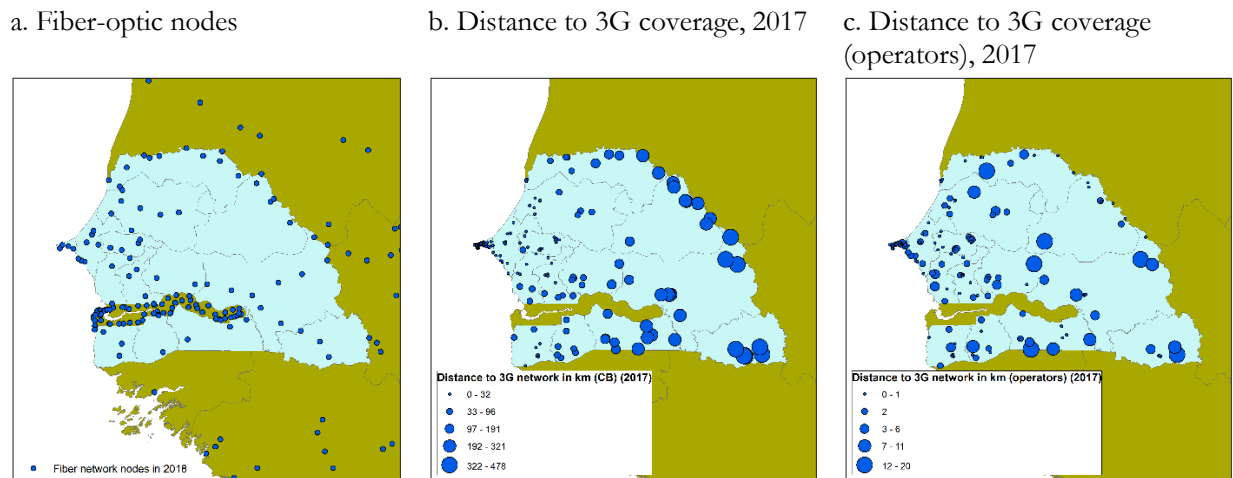 a. Fiber-optic nodes
b. Distance to 3G coverage, 2017
c. Distance to 3G coverage
(operators), 2017
Fiber network nodes in 2018
Distance to 3G network in km (CB) (2017)
0 - 32
33 - 96
97 - 191
192 - 321
322 - 478
Distance to 3G network in km (operators) (2017)
0 - 1
2
3 - 6
7 - 11
12 - 20